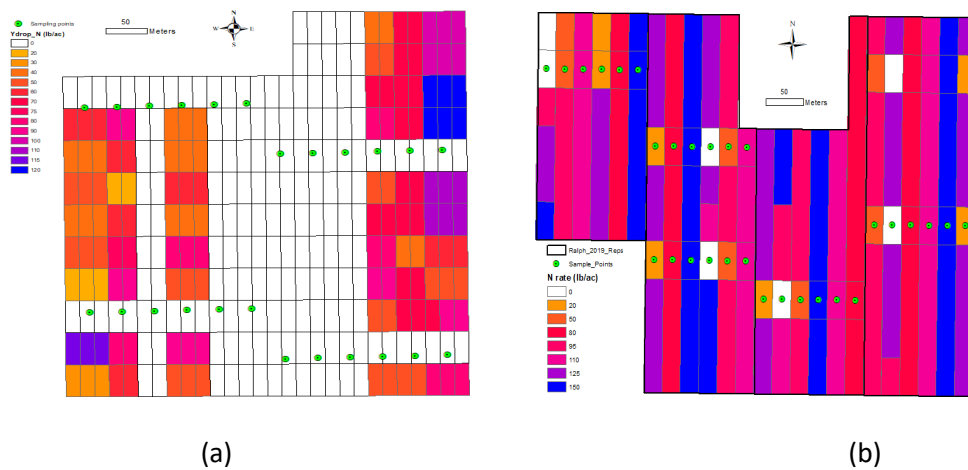 Sampling points
Ydrop_N (lb/ac)
0
20
30
40
50
60
70
75
80
90
100
110
115
120
50
Meters
N
W
E
S
N
50
Meters
Ralph_2019_Reps
Sample_Points
N rate (lb/ac)
0
20
50
80
95
110
125
150
(a)
(b)